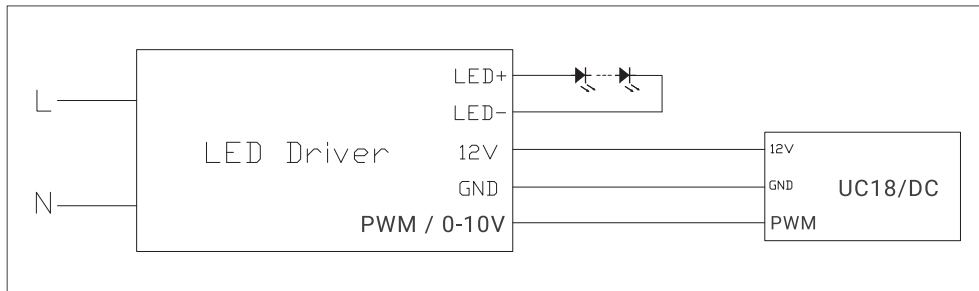 LED+
L
LED-
LED Driver
12V
12V
GND
GND
UC18/DC
N
PWM / 0-10V
PWM